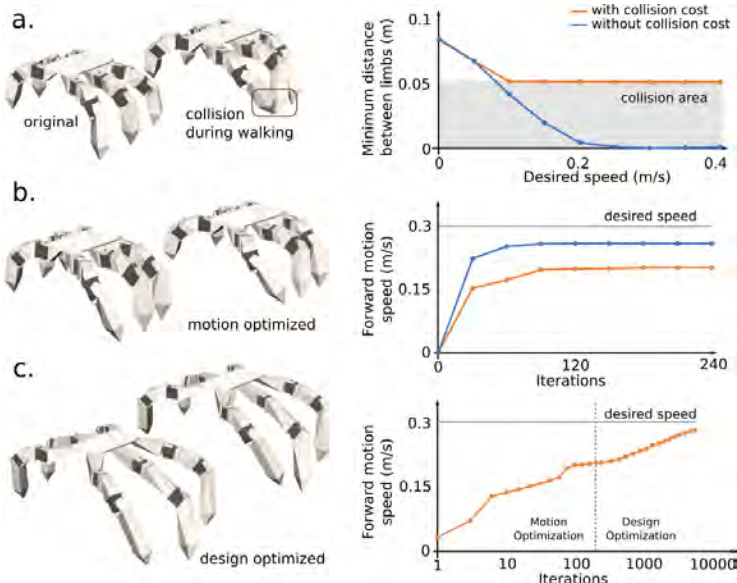 a.
original
collision
during walking
with collision cost
without collision cost
Minimum distance
between limbs (m)
0.1
0.05
0
collision area
0 0.2 0.4
Desired speed (m/s)
b.
motion optimized
Forward motion
speed (m/s)
0.3
0.15
0
desired speed
0 120 240
Iterations
c.
design optimized
Forward motion
speed (m/s)
0.3
0.15
0
desired speed
Motion
Optimization
Design
Optimization
1 10 100 1000 10000
Iterations